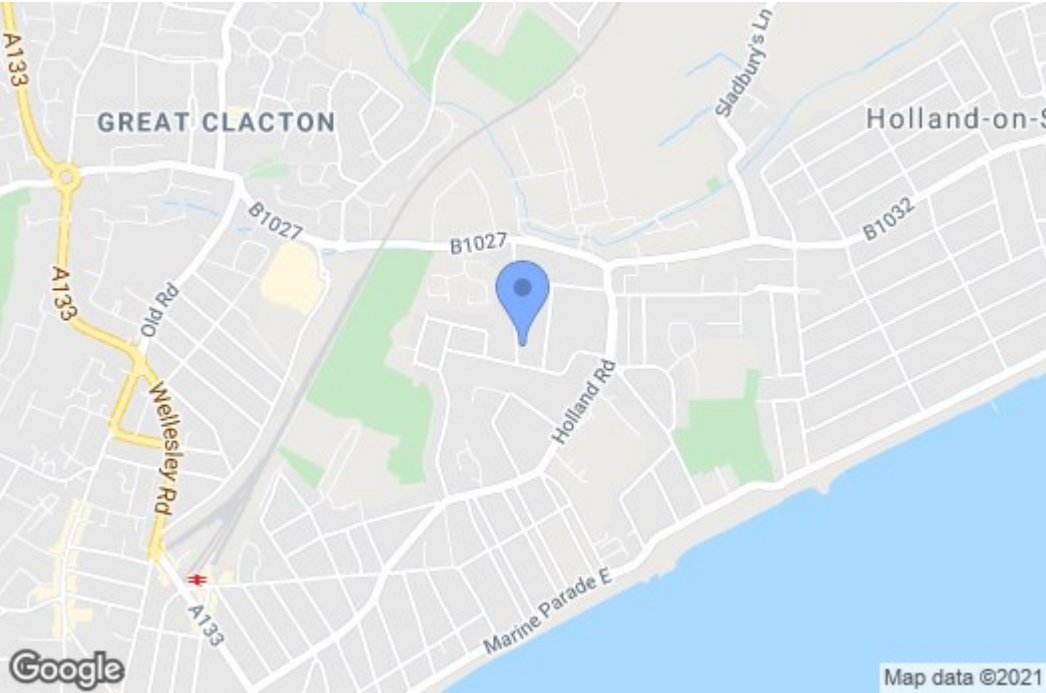 A133
Sladbury's Ln
GREAT CLACTON
Holland-on-S
B1027
B1027
B1032
A133
Old Rd
Wellesley Rd
Holland Rd
A133
Marine Parade E
Google
Map data ©2021